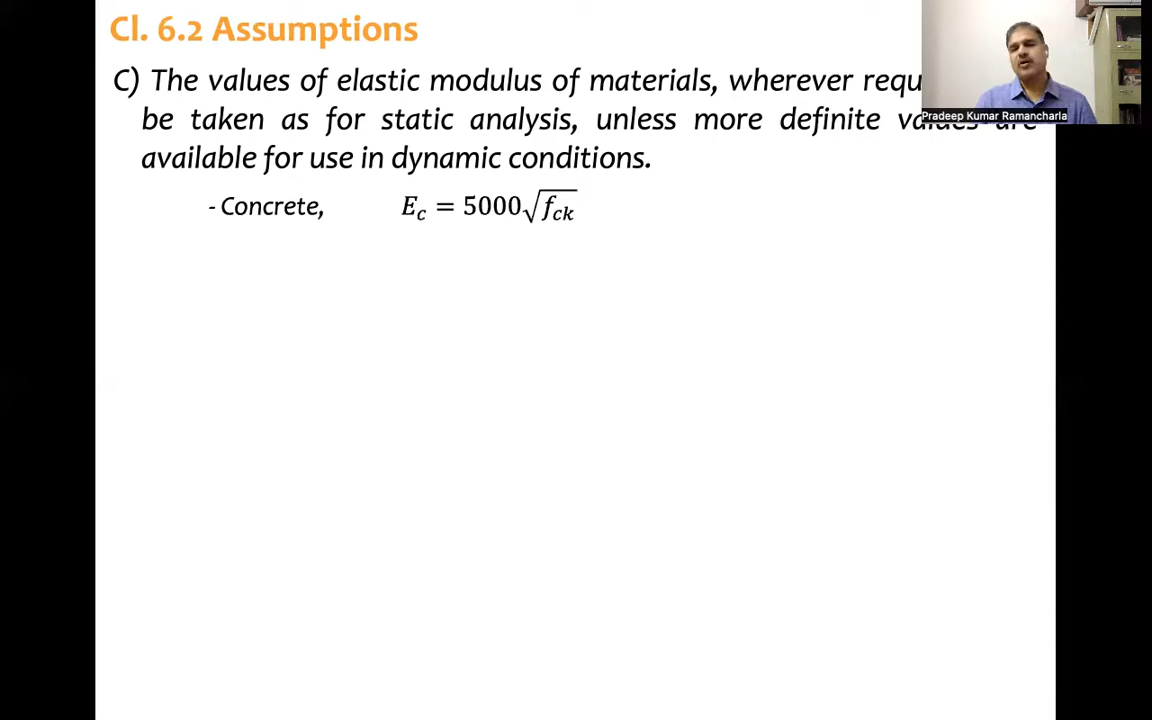 Cl. 6.2 Assumptions
C) The values of elastic modulus of materials, wherever
be taken as for static analysis, unless more definite values are
available for use in dynamic conditions.
- Concrete, E_c = 5000√f_ck
Pradeep Kumar Ramancharla